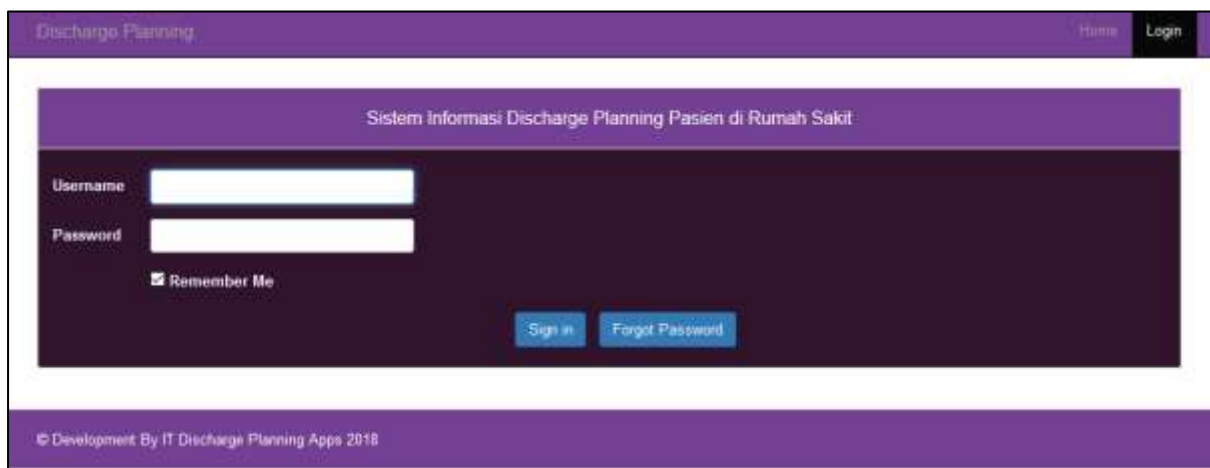 Discharge Planning
Home Login
Sistem Informasi Discharge Planning Pasien di Rumah Sakit
Username
Password
Remember Me
Sign in Forgot Password
© Development By IT Discharge Planning Apps 2018